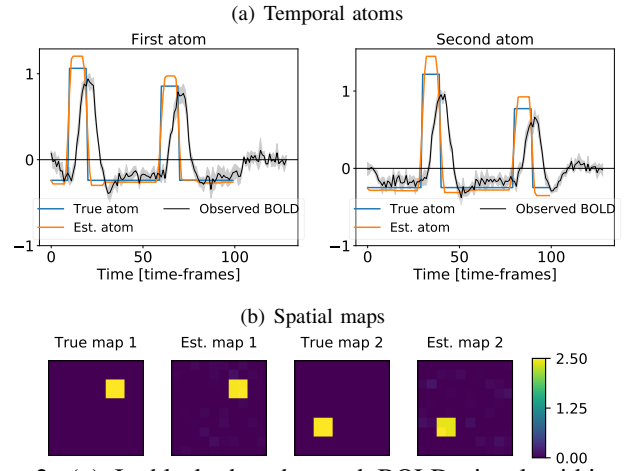 (a) Temporal atoms
First atom
Second atom
1
0
−1
True atom
Observed BOLD
Est. atom
0
50
100
Time [time-frames]
1
0
−1
True atom
Observed BOLD
Est. atom
0
50
100
Time [time-frames]
(b) Spatial maps
True map 1
Est. map 1
True map 2
Est. map 2
2.50
1.25
0.00